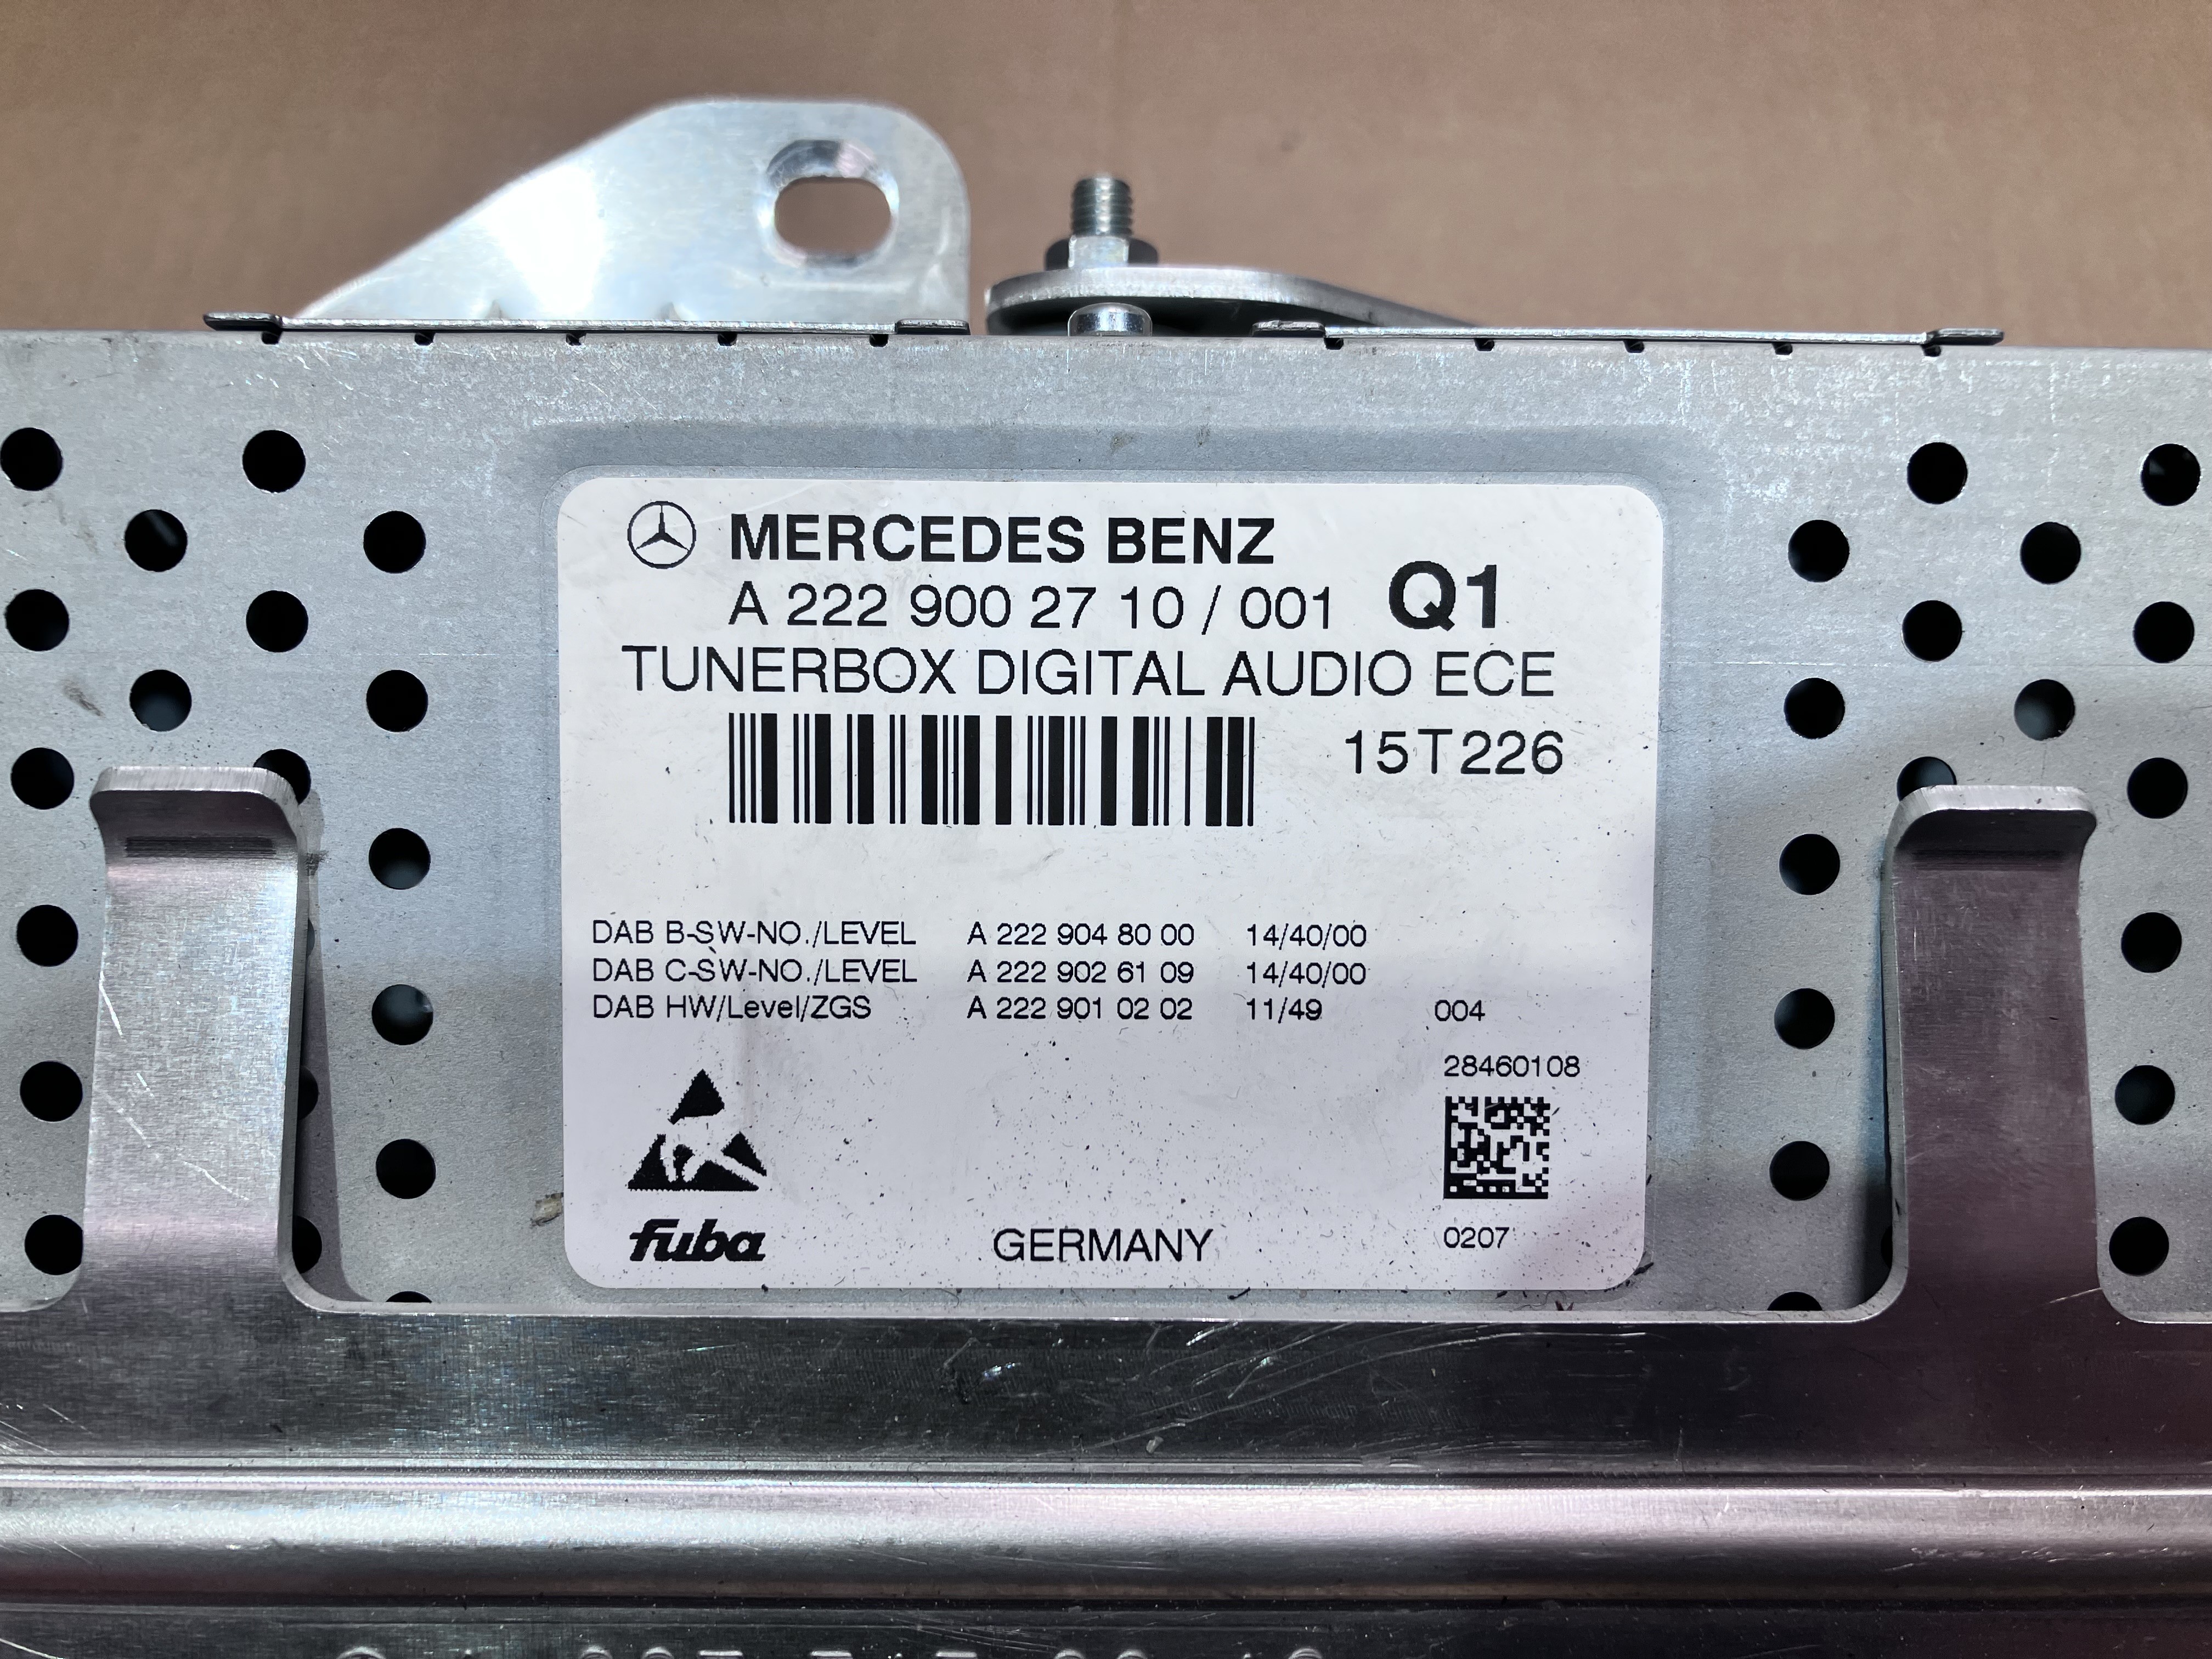 MERCEDES BENZ
A 222 900 27 10 / 001 Q1
TUNERBOX DIGITAL AUDIO ECE
15T226
DAB B-SW-NO./LEVEL A 222 904 80 00 14/40/00
DAB C-SW-NO./LEVEL A 222 902 61 09 14/40/00
DAB HW/Level/ZGS A 222 901 02 02 11/49 004
28460108
fuba GERMANY 0207